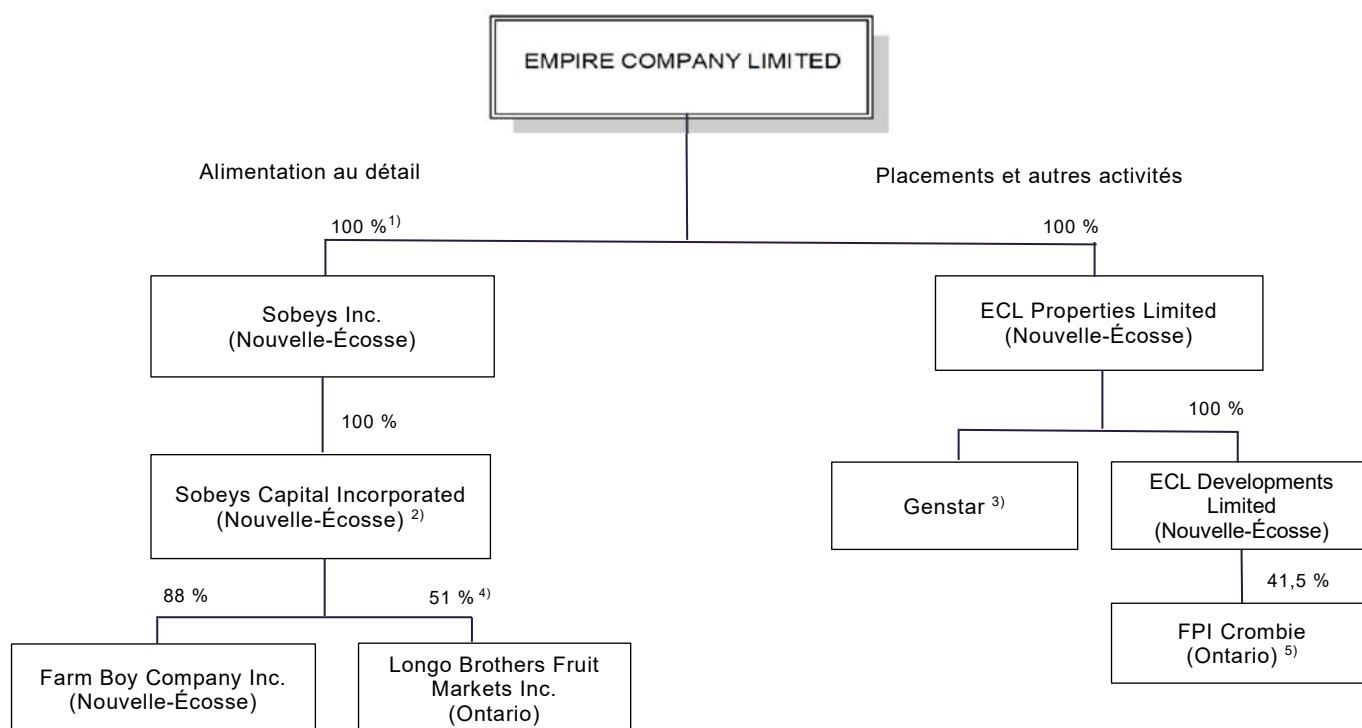 EMPIRE COMPANY LIMITED
Alimentation au détail
Placements et autres activités
100 % 1)
100 %
Sobeys Inc.
(Nouvelle-Écosse)
ECL Properties Limited
(Nouvelle-Écosse)
100 %
100 %
Sobeys Capital Incorporated
(Nouvelle-Écosse) 2)
Genstar 3)
ECL Developments
Limited
(Nouvelle-Écosse)
88 %
51 % 4)
41,5 %
Farm Boy Company Inc.
(Nouvelle-Écosse)
Longo Brothers Fruit
Markets Inc.
(Ontario)
FPI Crombie
(Ontario) 5)